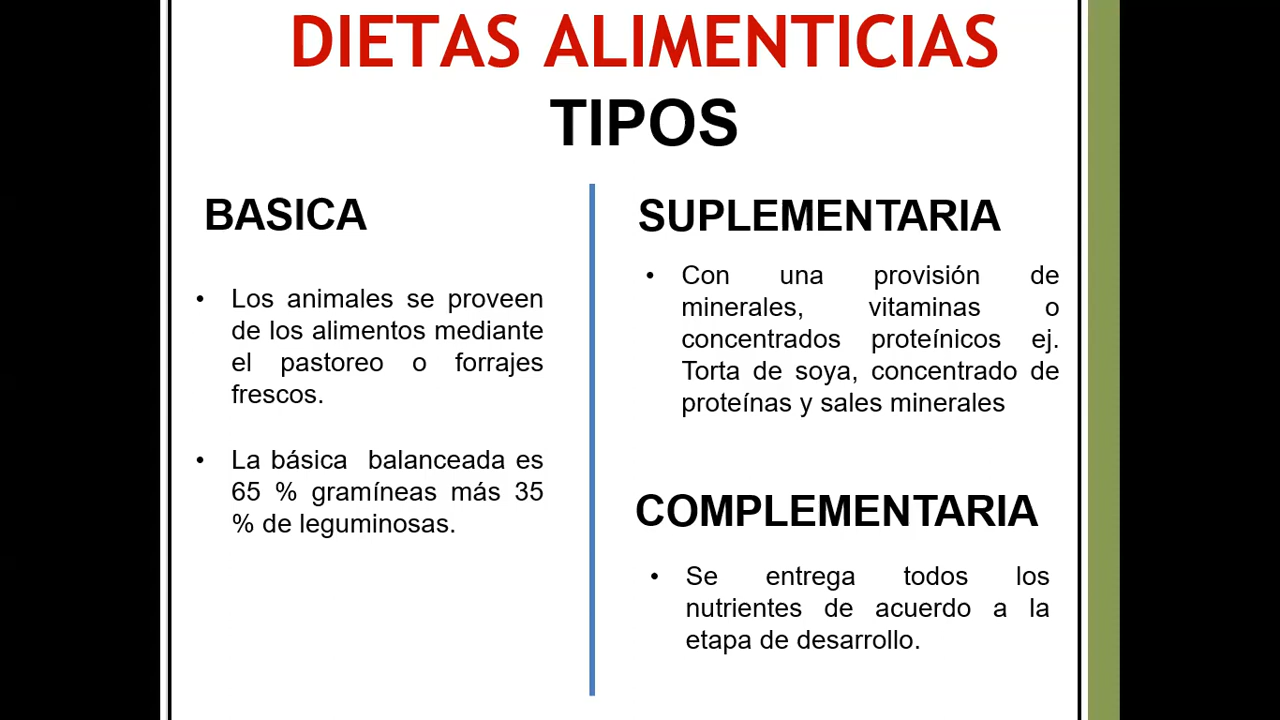 DIETAS ALIMENTICIAS
TIPOS
BASICA
• Los animales se proveen
de los alimentos mediante
el pastoreo o forrajes
frescos.
• La básica balanceada es
65 % gramíneas más 35
% de leguminosas.
SUPLEMENTARIA
• Con una provisión de
minerales, vitaminas o
concentrados proteínicos ej.
Torta de soya, concentrado de
proteínas y sales minerales
COMPLEMENTARIA
• Se entrega todos los
nutrientes de acuerdo a la
etapa de desarrollo.